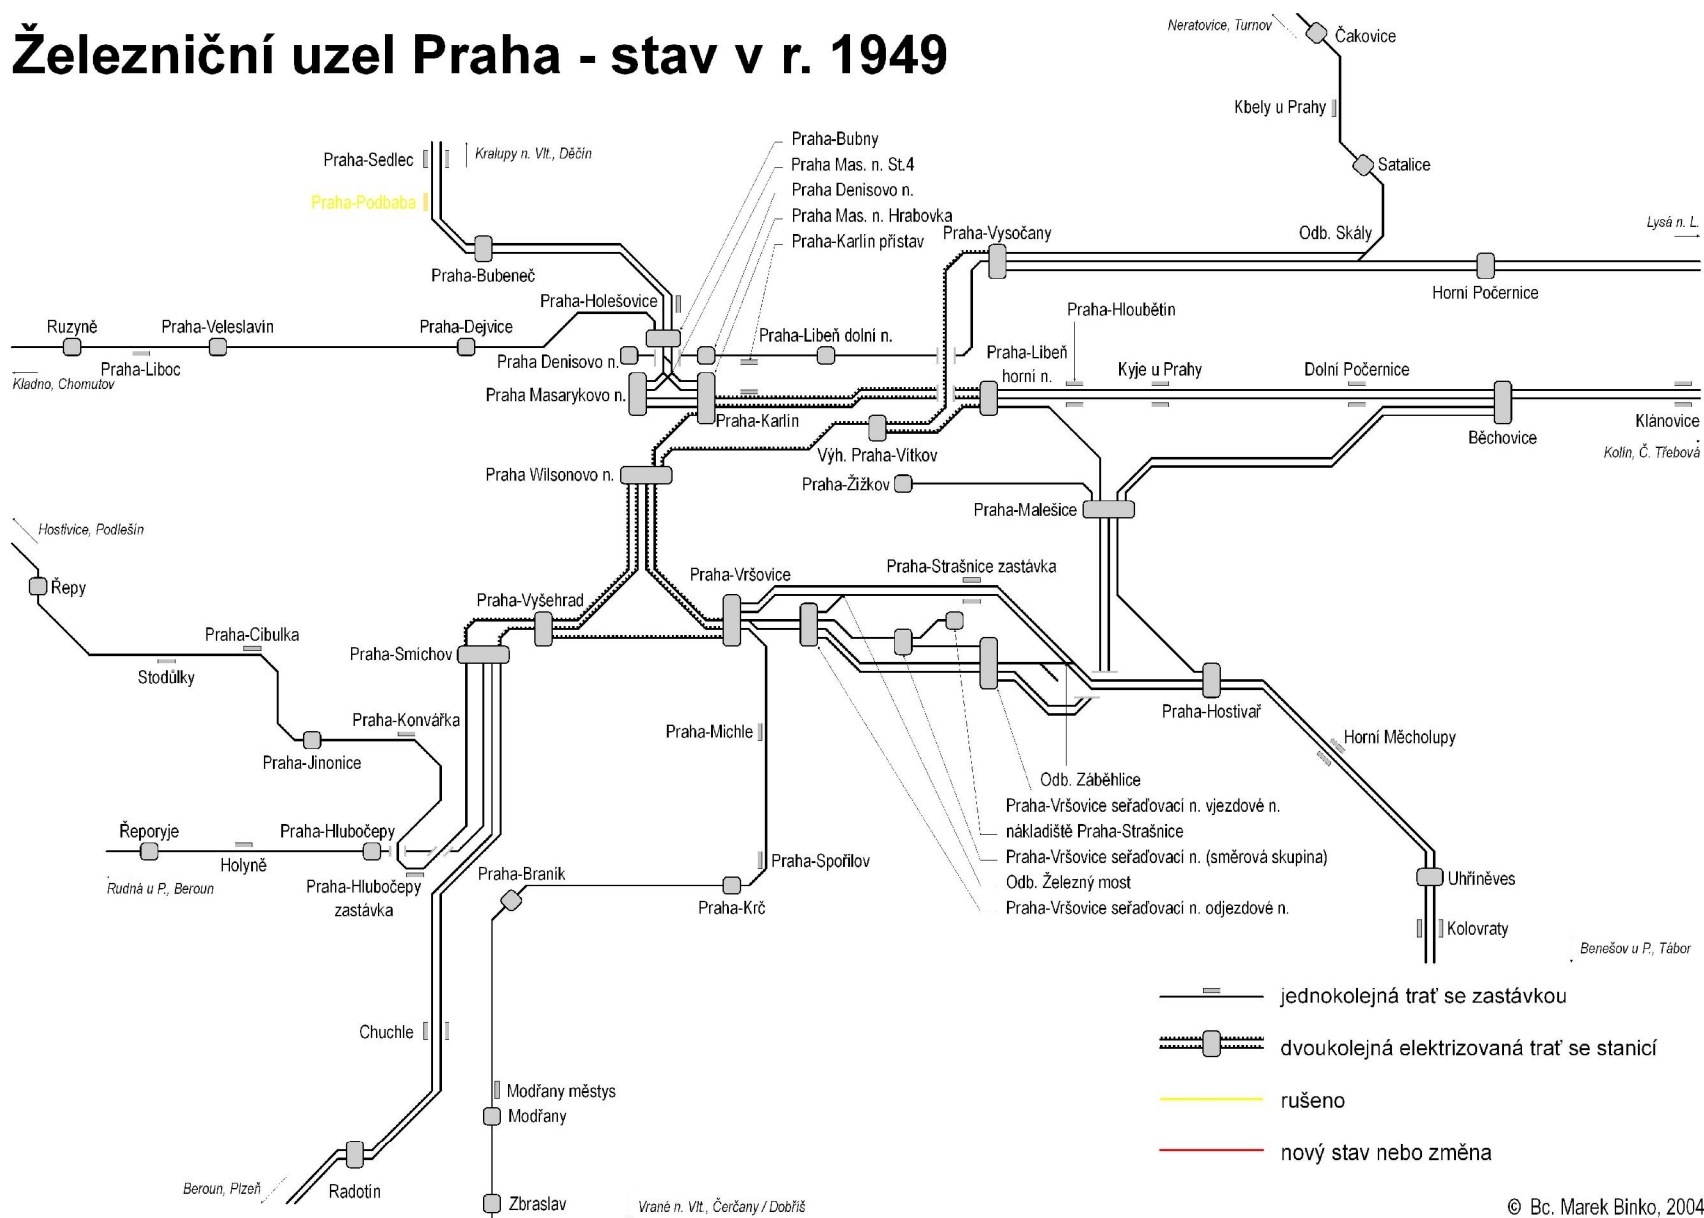 Železniční uzel Praha - stav v r. 1949
Neratovice, Turnov
Čakovice
Kbely u Prahy
Satalice
Praha-Sedlec
Kralupy n. Vlt., Děčín
Praha-Podbaba
Praha-Bubny
Praha Mas. n. St.4
Praha Denisovo n.
Praha Mas. n. Hrabovka
Praha-Karlín přístav
Praha-Vysočany
Odb. Skály
Lysá n. L.
Praha-Bubeneč
Horní Počernice
Praha-Holešovice
Ruzyně
Praha-Veleslavín
Praha-Dejvice
Praha-Libeň dolní n.
Praha-Hloubětín
Praha Denisovo n.
Praha-Liboc
Kladno, Chomutov
Praha-Libeň
horní n.
Kyje u Prahy
Dolní Počernice
Praha Masarykovo n.
Praha-Karlín
Klánovice
Běchovice
Kolín, Č. Třebová
Výh. Praha-Vítkov
Praha Wilsonovo n.
Praha-Žižkov
Praha-Malešice
Hostivice, Podlešín
Řepy
Praha-Vršovice
Praha-Strašnice zastávka
Praha-Vyšehrad
Praha-Cibulka
Praha-Smíchov
Stodůlky
Praha-Konvářka
Praha-Michle
Praha-Hostivař
Horní Měcholupy
Praha-Jinonice
Odb. Záběhlice
Praha-Vršovice seřaďovací n. vjezdové n.
nákladiště Praha-Strašnice
Praha-Vršovice seřaďovací n. (směrová skupina)
Odb. Železný most
Praha-Vršovice seřaďovací n. odjezdové n.
Řeporyje
Praha-Hlubočepy
Holyně
Rudná u P., Beroun
Praha-Hlubočepy
zastávka
Praha-Braník
Praha-Spořilov
Praha-Krč
Uhříněves
Kolovraty
Benešov u P., Tábor
jednokolejná trať se zastávkou
Chuchle
dvoukolejná elektrizovaná trať se stanicí
Modřany městys
Modřany
rušeno
nový stav nebo změna
Beroun, Plzeň
Radotín
Zbraslav
Vrané n. Vlt., Čerčany / Dobříš
© Bc. Marek Binko, 2004